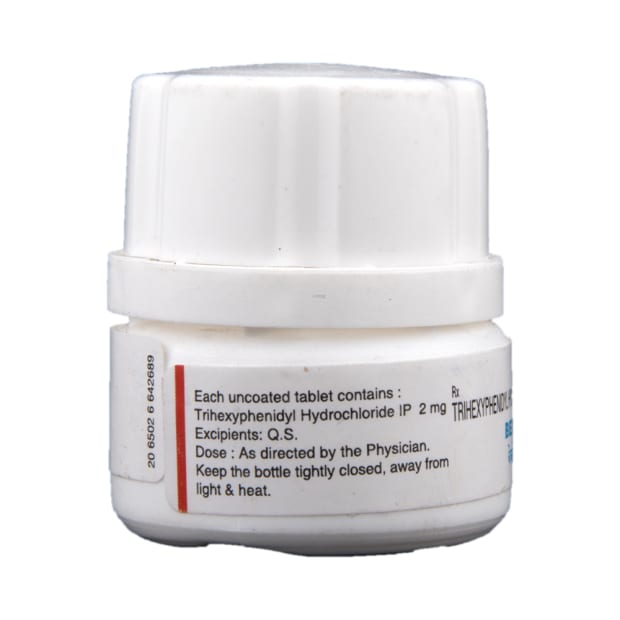 20 6502 6 642689
Each uncoated tablet contains :
Trihexyphenidyl Hydrochloride IP 2 mg
Excipients: Q.S.
Dose : As directed by the Physician.
Keep the bottle tightly closed, away from
light & heat.
Rx
TRIHEXYPHENIDYL